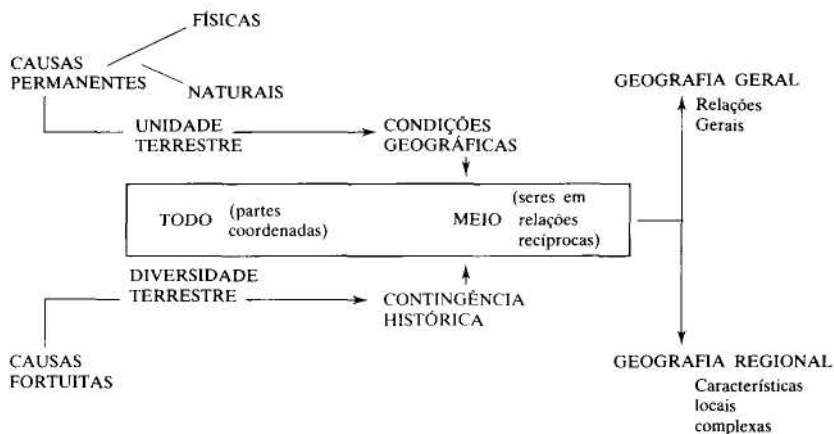 FÍSICAS
CAUSAS
PERMANENTES
NATURAIS
GEOGRAFIA GERAL
Relações
Gerais
UNIDADE
TERRESTRE
CONDIÇÕES
GEOGRÁFICAS
TODO
(partes
coordenadas)
MEIO
(seres em
relações
recíprocas)
DIVERSIDADE
TERRESTRE
CONTINGÊNCIA
HISTÓRICA
CAUSAS
FORTUITAS
GEOGRAFIA REGIONAL
Características
locais
complexas